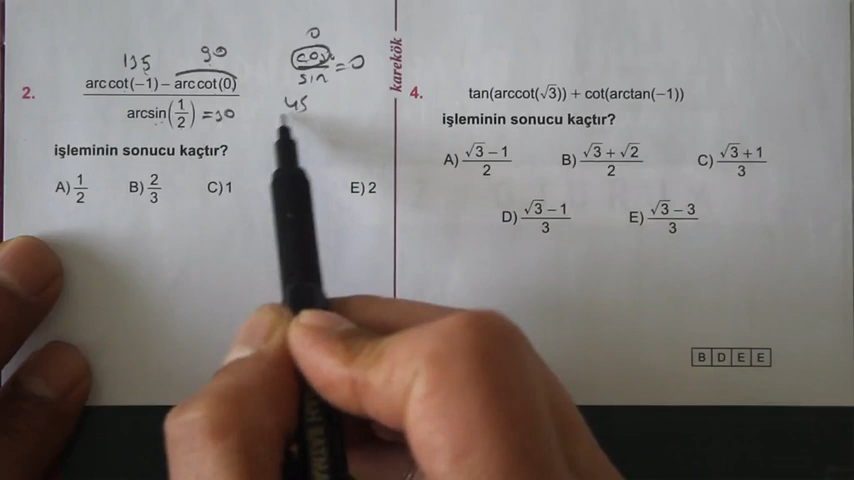 135 90
2. arccot(−1) − arccot(0)
arcsin(1/2) = 30
0
cos/sin = 0
45
işleminin sonucu kaçtır?
A) 1/2 B) 2/3 C) 1 E) 2
karekök
4. tan(arccot(√3)) + cot(arctan(−1))
işleminin sonucu kaçtır?
A) (√3 − 1)/2 B) (√3 + √2)/2 C) (√3 + 1)/3
D) (√3 − 1)/3 E) (√3 − 3)/3
B D E E